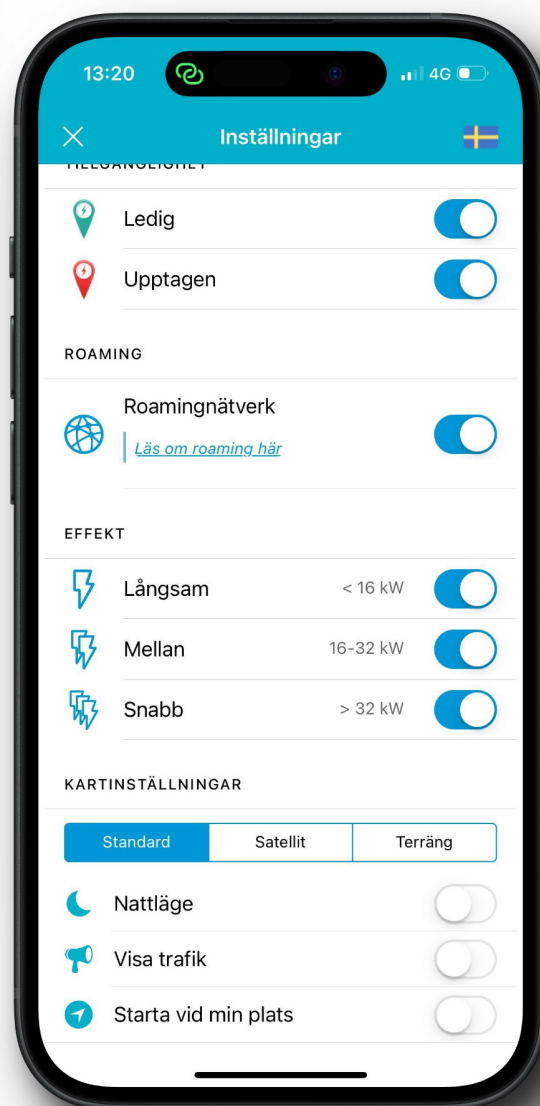 13:20
4G
Inställningar
TILLGÄNGLIGHET
Ledig
Upptagen
ROAMING
Roamingnätverk
Läs om roaming här
EFFEKT
Långsam < 16 kW
Mellan 16-32 kW
Snabb > 32 kW
KARTINSTÄLLNINGAR
Standard Satellit Terräng
Nattläge
Visa trafik
Starta vid min plats